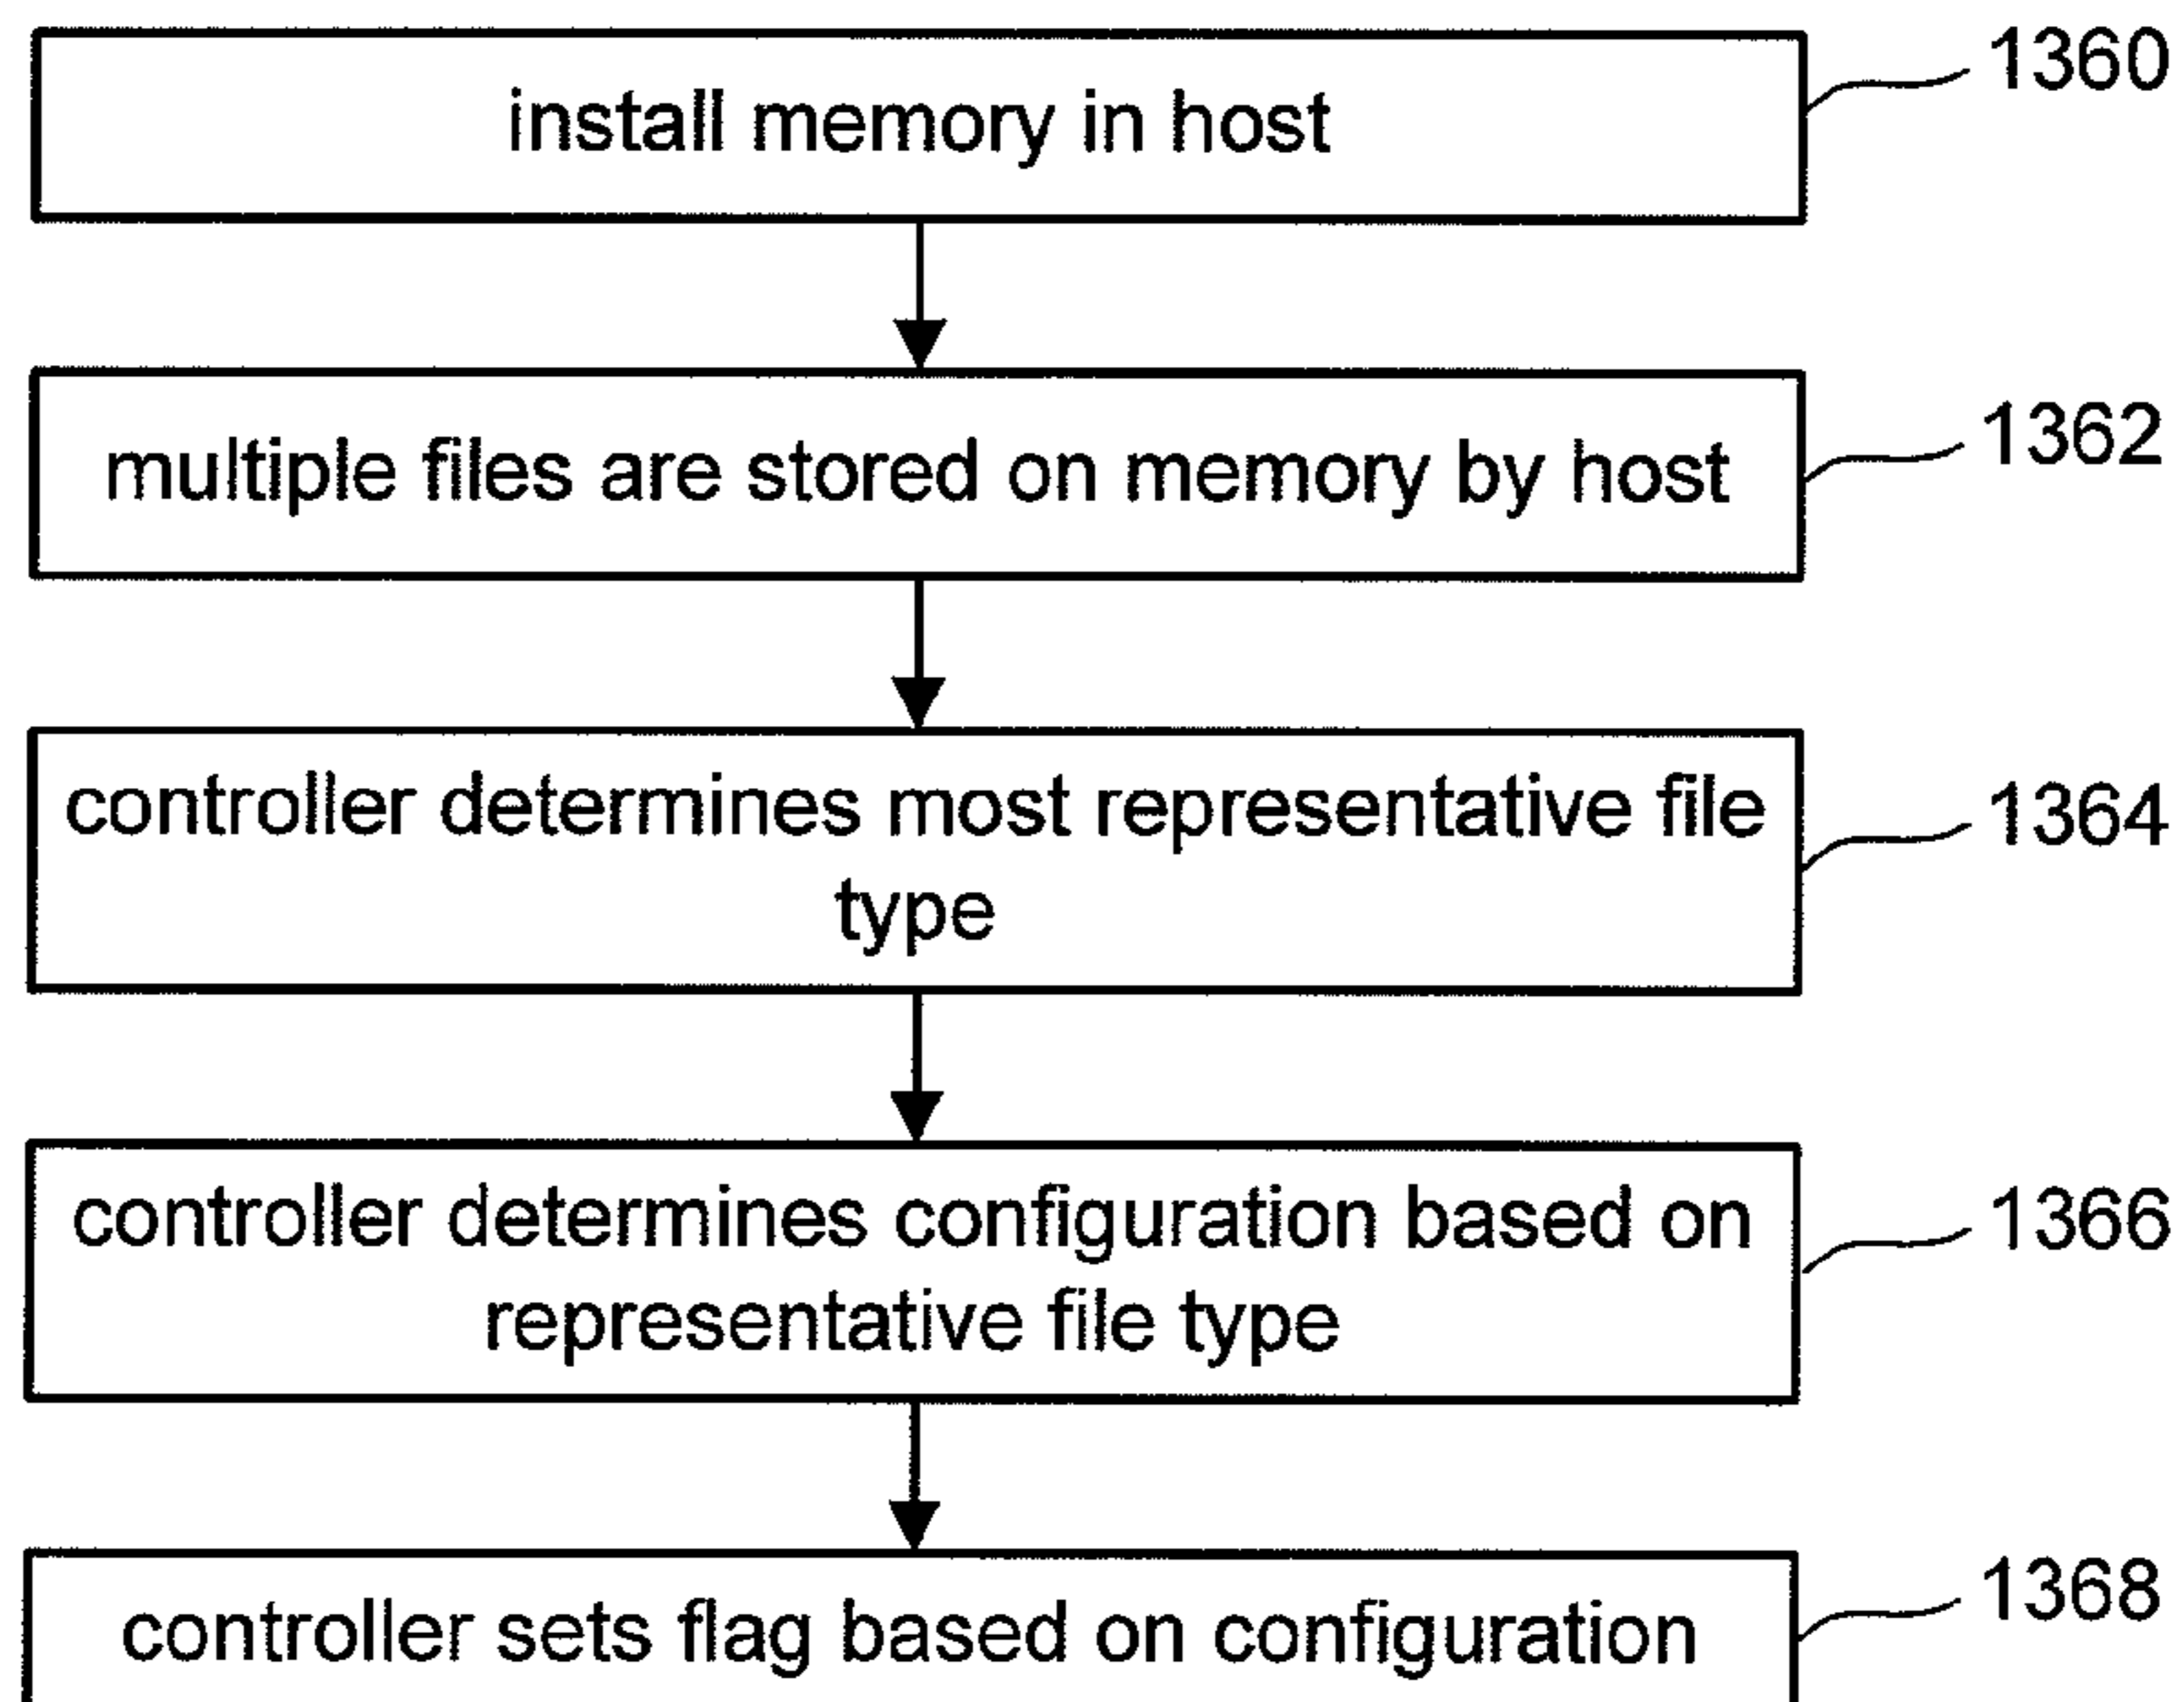 install memory in host
1360
multiple files are stored on memory by host
1362
controller determines most representative file
type
1364
controller determines configuration based on
representative file type
1366
controller sets flag based on configuration
1368